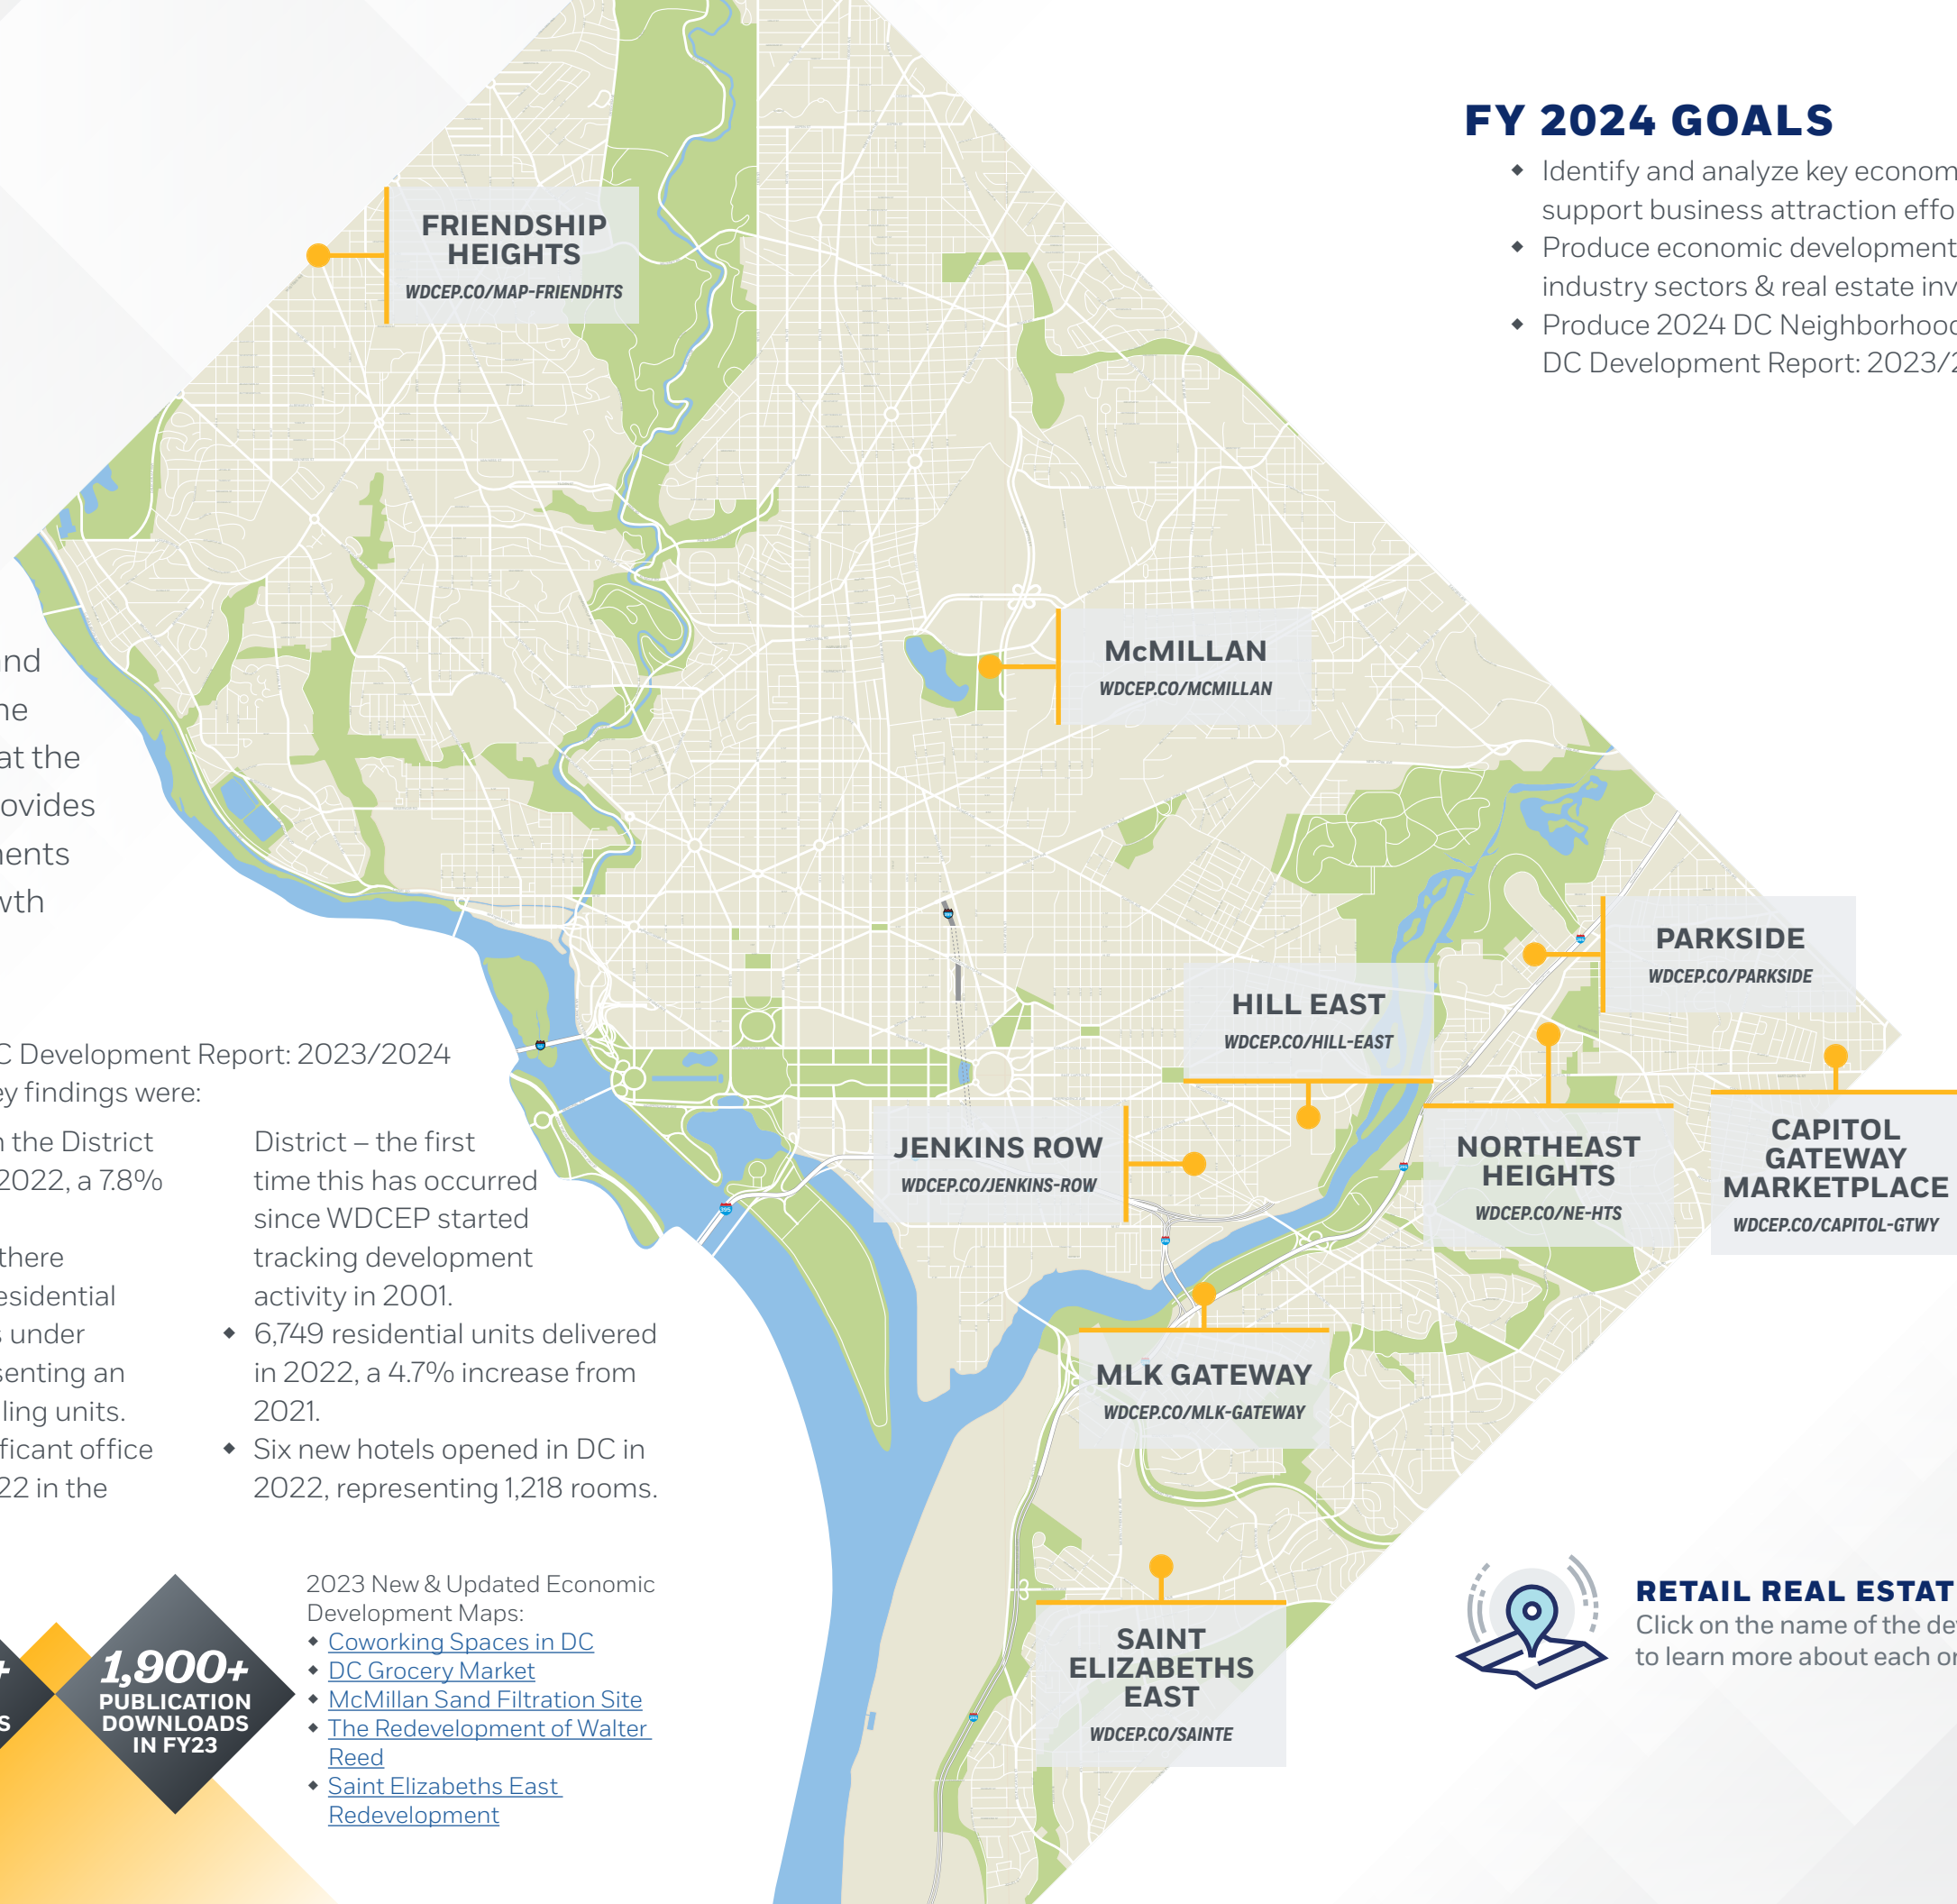 FY 2024 GOALS
Identify and analyze key econom
support business attraction effo
Produce economic development
industry sectors & real estate inv
Produce 2024 DC Neighborhood
DC Development Report: 2023/2
FRIENDSHIP
HEIGHTS
WDCEP.CO/MAP-FRIENDHTS
McMILLAN
WDCEP.CO/MCMILLAN
PARKSIDE
WDCEP.CO/PARKSIDE
HILL EAST
WDCEP.CO/HILL-EAST
JENKINS ROW
WDCEP.CO/JENKINS-ROW
NORTHEAST
HEIGHTS
WDCEP.CO/NE-HTS
CAPITOL
GATEWAY
MARKETPLACE
WDCEP.CO/CAPITOL-GTWY
MLK GATEWAY
WDCEP.CO/MLK-GATEWAY
SAINT
ELIZABETHS
EAST
WDCEP.CO/SAINTE
nd
ne
at the
ovides
ents
wth
C Development Report: 2023/2024
ey findings were:
n the District
2022, a 7.8%
there
esidential
s under
senting an
ling units.
ficant office
22 in the
District – the first
time this has occurred
since WDCEP started
tracking development
activity in 2001.
6,749 residential units delivered
in 2022, a 4.7% increase from
2021.
Six new hotels opened in DC in
2022, representing 1,218 rooms.
+
S
1,900+
PUBLICATION
DOWNLOADS
IN FY23
2023 New & Updated Economic
Development Maps:
Coworking Spaces in DC
DC Grocery Market
McMillan Sand Filtration Site
The Redevelopment of Walter
Reed
Saint Elizabeths East
Redevelopment
RETAIL REAL ESTAT
Click on the name of the de
to learn more about each o